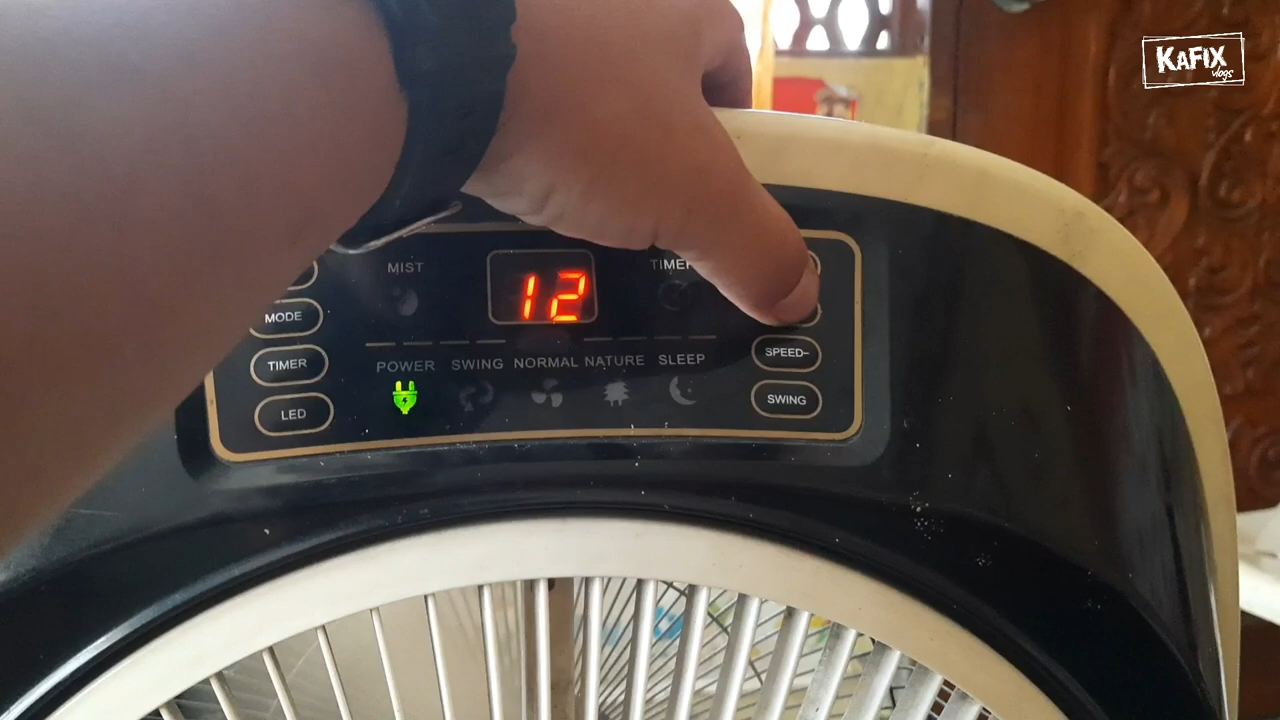 KAFIX
vlogs
MIST
12
TIMER
MODE
TIMER
LED
POWER SWING NORMAL NATURE SLEEP
SPEED-
SWING